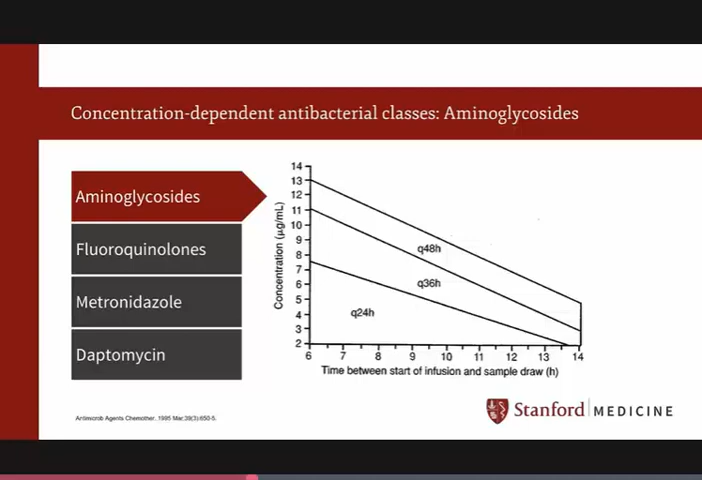 Concentration-dependent antibacterial classes: Aminoglycosides
Aminoglycosides
Fluoroquinolones
Metronidazole
Daptomycin
Concentration (µg/mL)
14
13
12
11
10
9
8
7
6
5
4
3
2
q48h
q36h
q24h
6 7 8 9 10 11 12 13 14
Time between start of infusion and sample draw (h)
Antimicrob Agents Chemother. 1995 Mar;39(3):650-5.
Stanford MEDICINE